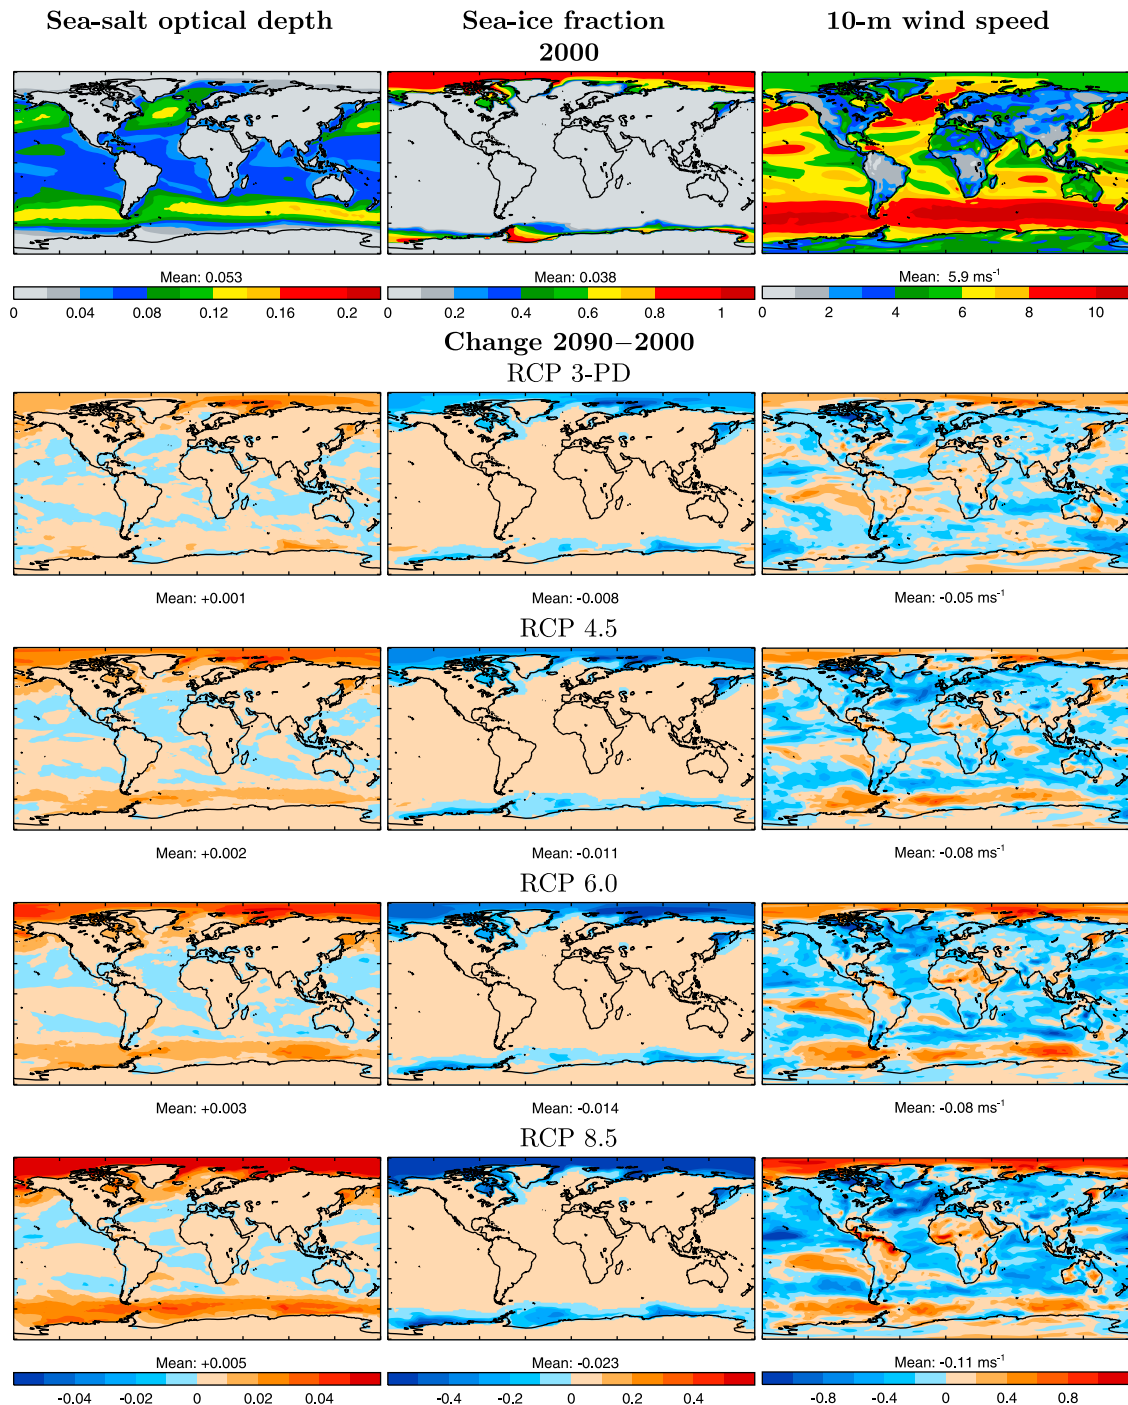 Sea-salt optical depth Sea-ice fraction 10-m wind speed
2000
Mean: 0.053 Mean: 0.038 Mean: 5.9 ms⁻¹
0 0.04 0.08 0.12 0.16 0.2 0 0.2 0.4 0.6 0.8 1 0 2 4 6 8 10
Change 2090−2000
RCP 3-PD
Mean: +0.001 Mean: -0.008 Mean: -0.05 ms⁻¹
RCP 4.5
Mean: +0.002 Mean: -0.011 Mean: -0.08 ms⁻¹
RCP 6.0
Mean: +0.003 Mean: -0.014 Mean: -0.08 ms⁻¹
RCP 8.5
Mean: +0.005 Mean: -0.023 Mean: -0.11 ms⁻¹
-0.04 -0.02 0 0.02 0.04 -0.4 -0.2 0 0.2 0.4 -0.8 -0.4 0 0.4 0.8